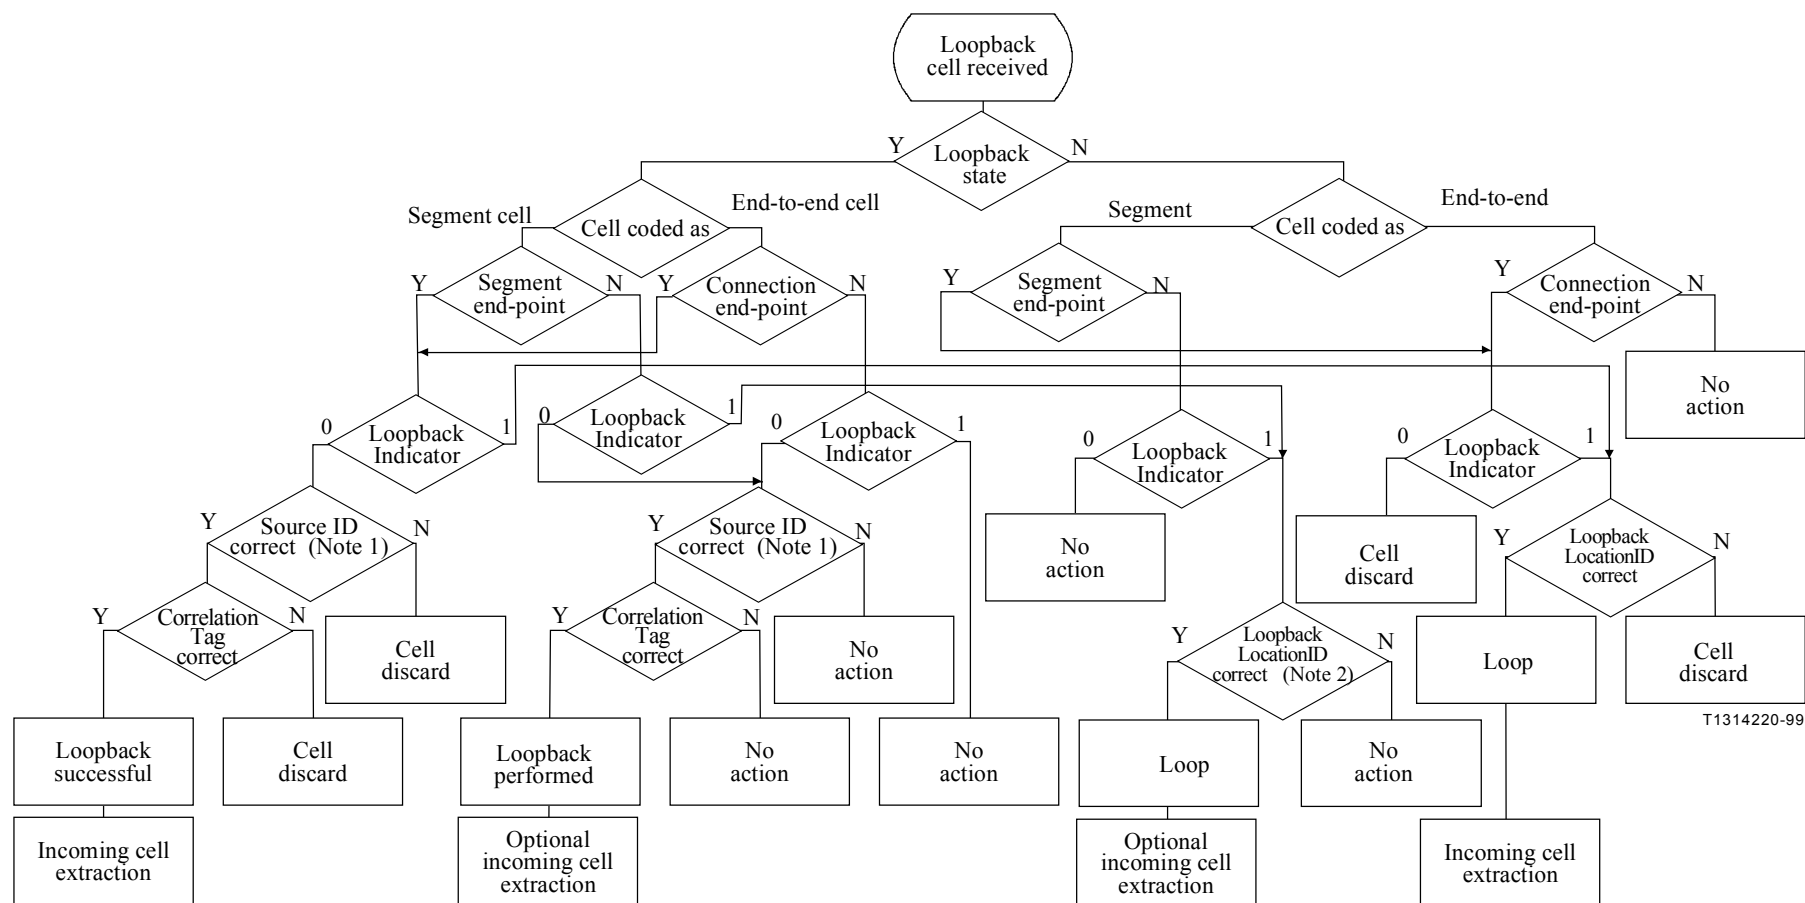 Loopback
cell received
Y
Loopback
state
N
Segment cell
Cell coded as
End-to-end cell
Segment
Cell coded as
End-to-end
Y
Segment
end-point
N
Y
Connection
end-point
N
Y
Segment
end-point
N
Y
Connection
end-point
N
No
action
0
Loopback
Indicator
1
0
Loopback
Indicator
1
0
Loopback
Indicator
1
0
Loopback
Indicator
1
0
Loopback
Indicator
1
Y
Source ID
correct (Note 1)
N
Y
Source ID
correct (Note 1)
N
No
action
Cell
discard
Y
Loopback
LocationID
correct
N
Y
Correlation
Tag
correct
N
Cell
discard
Y
Correlation
Tag
correct
N
No
action
Y
Loopback
LocationID
correct (Note 2)
N
Loop
Cell
discard
T1314220-99
Loopback
successful
Cell
discard
Loopback
performed
No
action
No
action
Loop
No
action
Incoming cell
extraction
Optional
incoming cell
extraction
Optional
incoming cell
extraction
Incoming cell
extraction